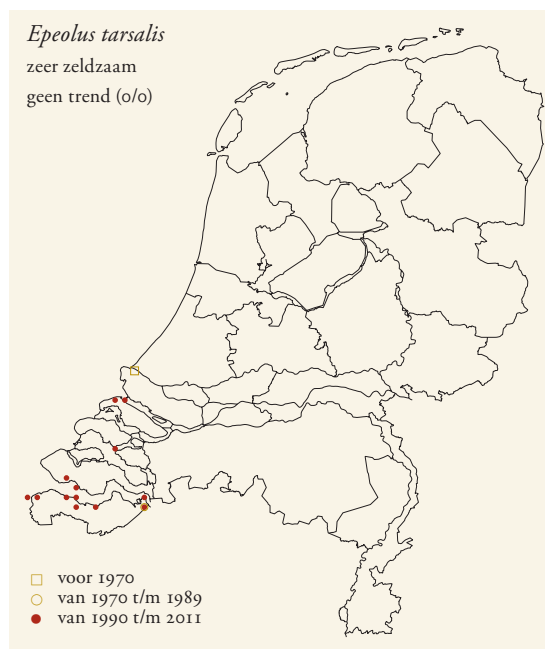 Epeolus tarsalis
zeer zeldzaam
geen trend (0/0)
voor 1970
van 1970 t/m 1989
van 1990 t/m 2011